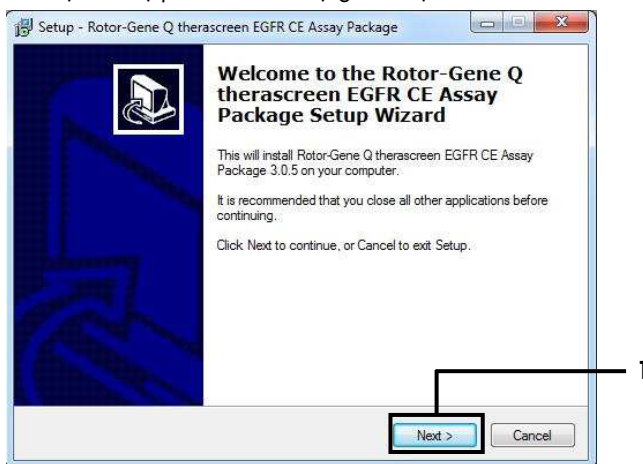 Setup - Rotor-Gene Q therascreen EGFR CE Assay Package
Welcome to the Rotor-Gene Q
therascreen EGFR CE Assay
Package Setup Wizard
This will install Rotor-Gene Q therascreen EGFR CE Assay
Package 3.0.5 on your computer.
It is recommended that you close all other applications before
continuing.
Click Next to continue, or Cancel to exit Setup.
1
Next >
Cancel